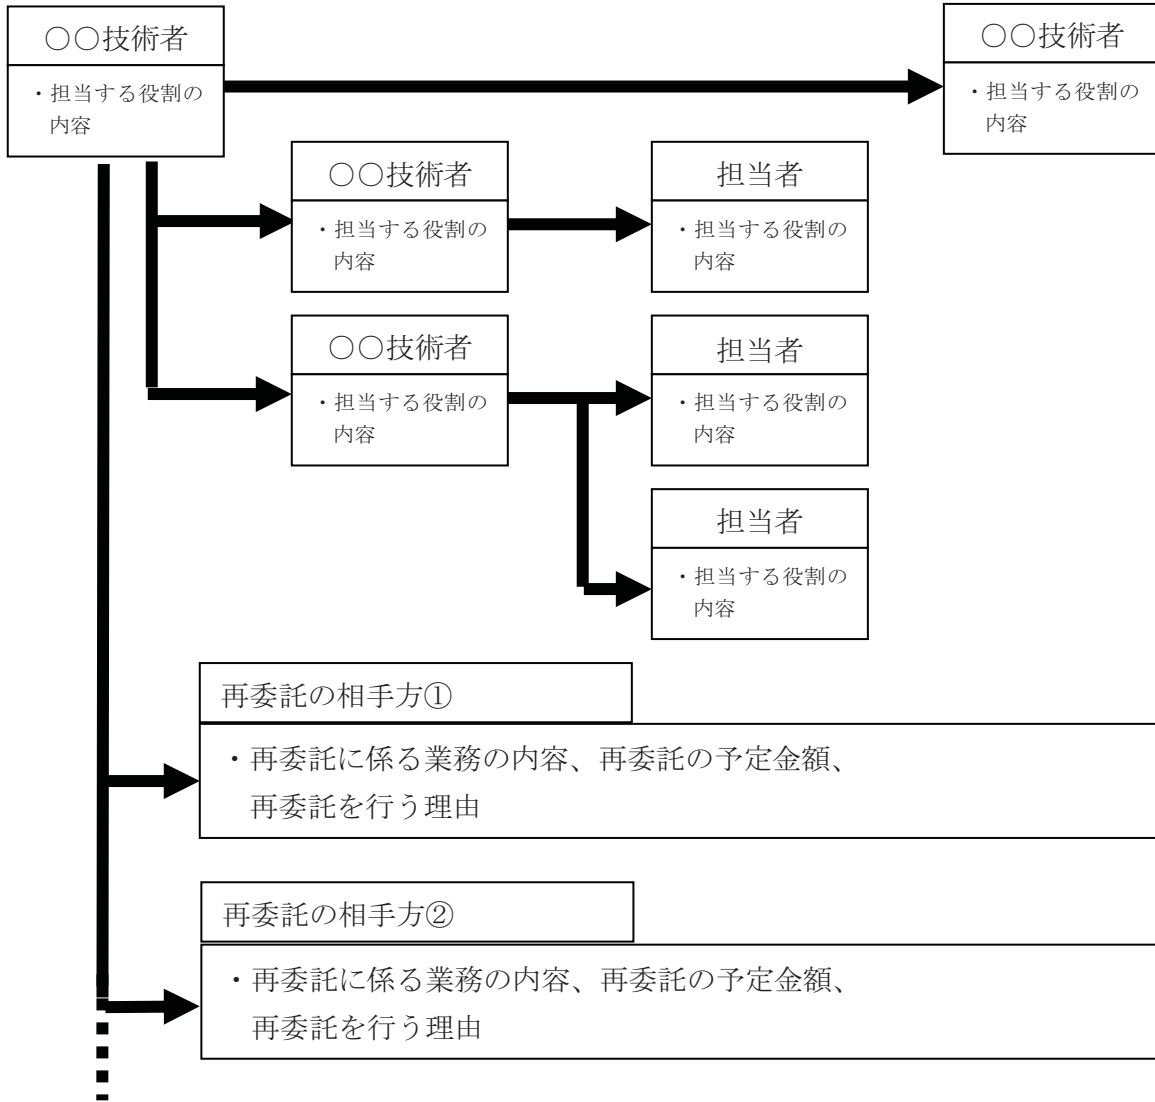 ○○技術者
・担当する役割の
内容
○○技術者
・担当する役割の
内容
○○技術者
・担当する役割の
内容
担当者
・担当する役割の
内容
○○技術者
・担当する役割の
内容
担当者
・担当する役割の
内容
担当者
・担当する役割の
内容
再委託の相手方①
・再委託に係る業務の内容、再委託の予定金額、
再委託を行う理由
再委託の相手方②
・再委託に係る業務の内容、再委託の予定金額、
再委託を行う理由